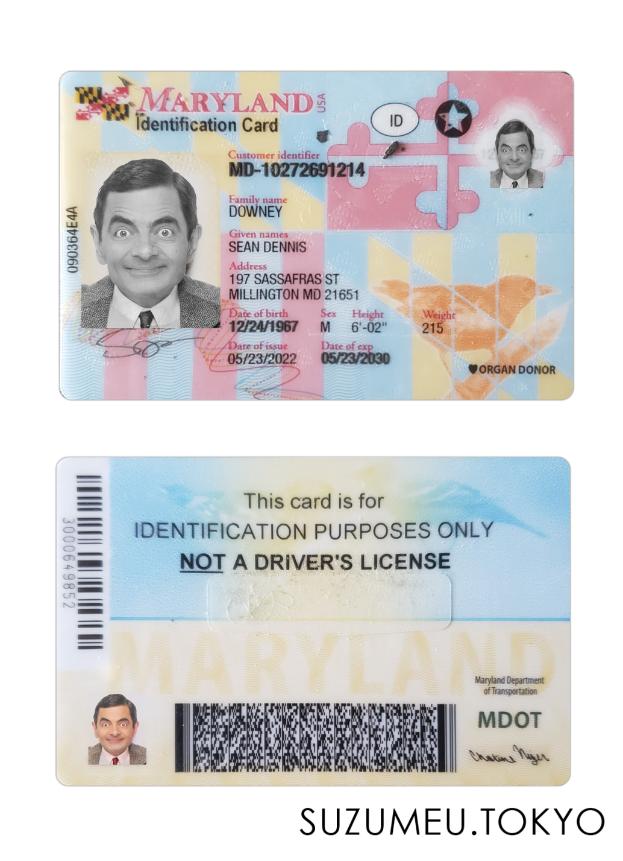 MARYLAND USA
Identification Card
ID
Customer identifier
MD-10272691214
Family name
DOWNEY
Given names
SEAN DENNIS
Address
197 SASSAFRAS ST
MILLINGTON MD 21651
Date of birth Sex Height Weight
12/24/1967 M 6'-02" 215
Date of issue Date of exp
05/23/2022 05/23/2030
ORGAN DONOR
090364E4A
This card is for
IDENTIFICATION PURPOSES ONLY
NOT A DRIVER'S LICENSE
3000649852
MARYLAND
Maryland Department
of Transportation
MDOT
SUZUMEU.TOKYO